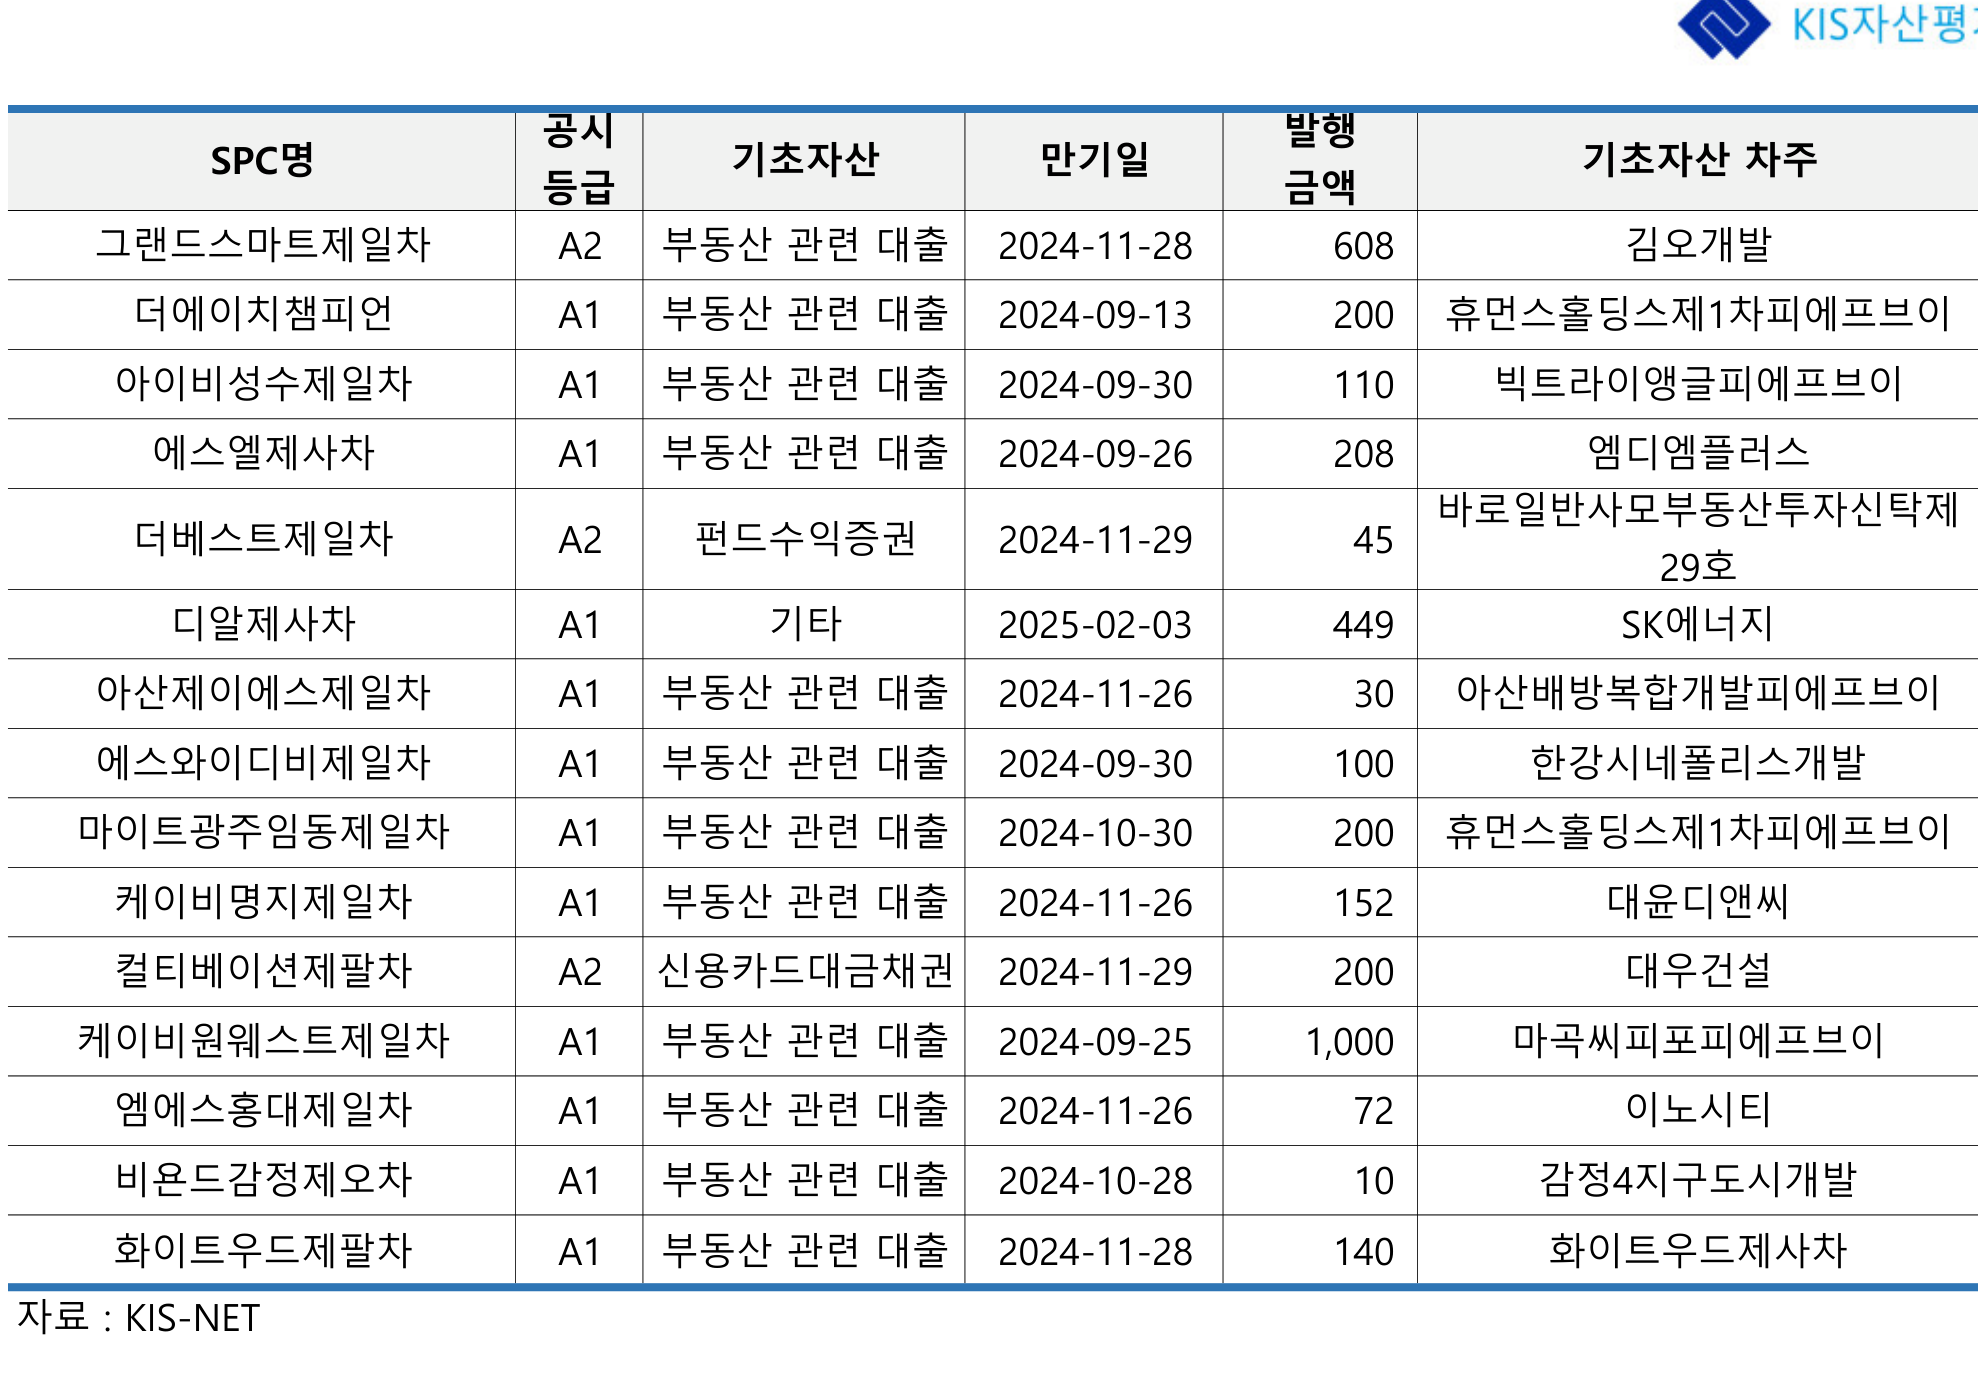 KIS자산평
SPC명 공시등급 기초자산 만기일 발행금액 기초자산 차주
그랜드스마트제일차 A2 부동산 관련 대출 2024-11-28 608 김오개발
더에이치챔피언 A1 부동산 관련 대출 2024-09-13 200 휴먼스홀딩스제1차피에프브이
아이비성수제일차 A1 부동산 관련 대출 2024-09-30 110 빅트라이앵글피에프브이
에스엘제사차 A1 부동산 관련 대출 2024-09-26 208 엠디엠플러스
더베스트제일차 A2 펀드수익증권 2024-11-29 45 바로일반사모부동산투자신탁제29호
디알제사차 A1 기타 2025-02-03 449 SK에너지
아산제이에스제일차 A1 부동산 관련 대출 2024-11-26 30 아산배방복합개발피에프브이
에스와이디비제일차 A1 부동산 관련 대출 2024-09-30 100 한강시네폴리스개발
마이트광주임동제일차 A1 부동산 관련 대출 2024-10-30 200 휴먼스홀딩스제1차피에프브이
케이비명지제일차 A1 부동산 관련 대출 2024-11-26 152 대윤디앤씨
컬티베이션제팔차 A2 신용카드대금채권 2024-11-29 200 대우건설
케이비원웨스트제일차 A1 부동산 관련 대출 2024-09-25 1,000 마곡씨피포피에프브이
엠에스홍대제일차 A1 부동산 관련 대출 2024-11-26 72 이노시티
비욘드감정제오차 A1 부동산 관련 대출 2024-10-28 10 감정4지구도시개발
화이트우드제팔차 A1 부동산 관련 대출 2024-11-28 140 화이트우드제사차
자료 : KIS-NET